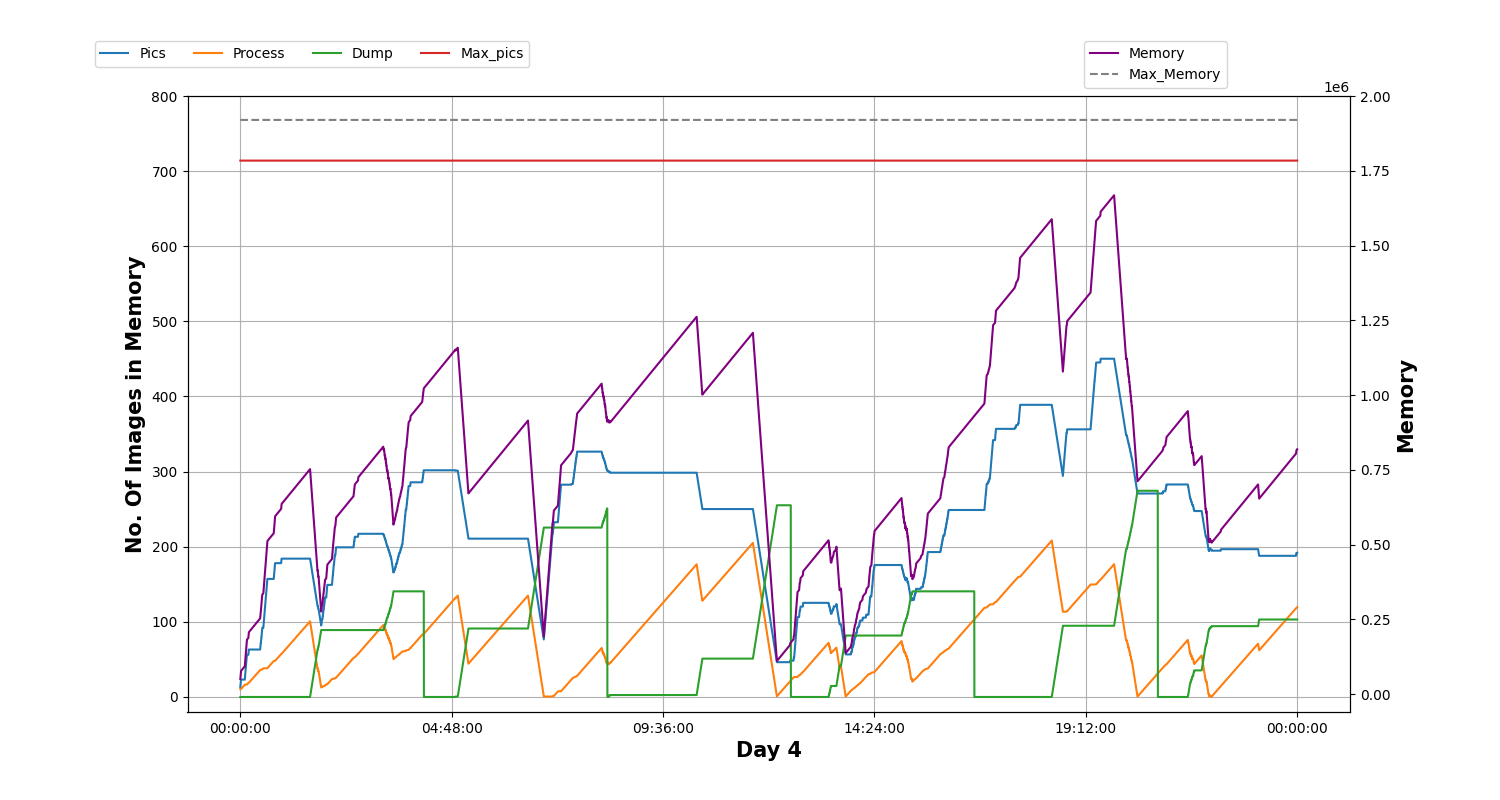 Pics Process Dump Max_pics
Memory
Max_Memory
1e6
800
700
600
500
400
300
200
100
0
No. Of Images in Memory
2.00
1.75
1.50
1.25
1.00
0.75
0.50
0.25
0.00
Memory
00:00:00 04:48:00 09:36:00 14:24:00 19:12:00 00:00:00
Day 4